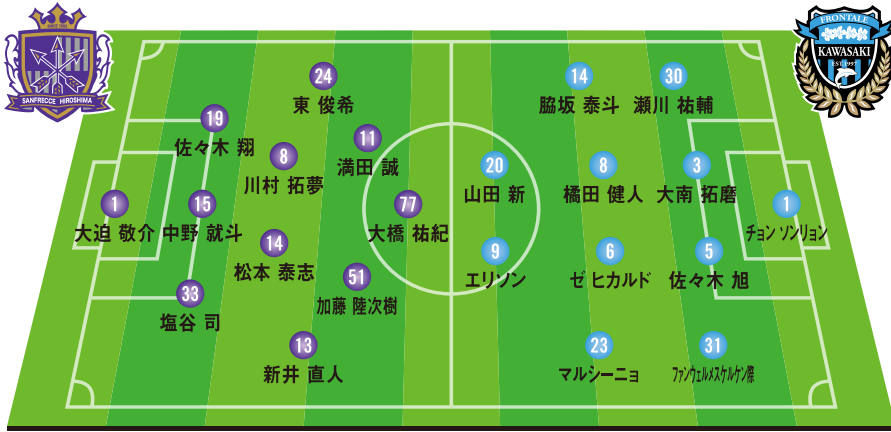 SINCE 1992
SANFRECCE HIROSHIMA
FRONTALE
KAWASAKI
EST.1997
24
東 俊希
19
佐々木 翔
11
満田 誠
8
川村 拓夢
1
大迫 敬介
15
中野 就斗
77
大橋 祐紀
14
松本 泰志
51
加藤 陸次樹
33
塩谷 司
13
新井 直人
14
脇坂 泰斗
30
瀬川 祐輔
20
山田 新
8
橘田 健人
3
大南 拓磨
1
チョン ソンリョン
9
エリソン
6
ゼ ヒカルド
5
佐々木 旭
23
マルシーニョ
31
ファンウェルメスケルケン際